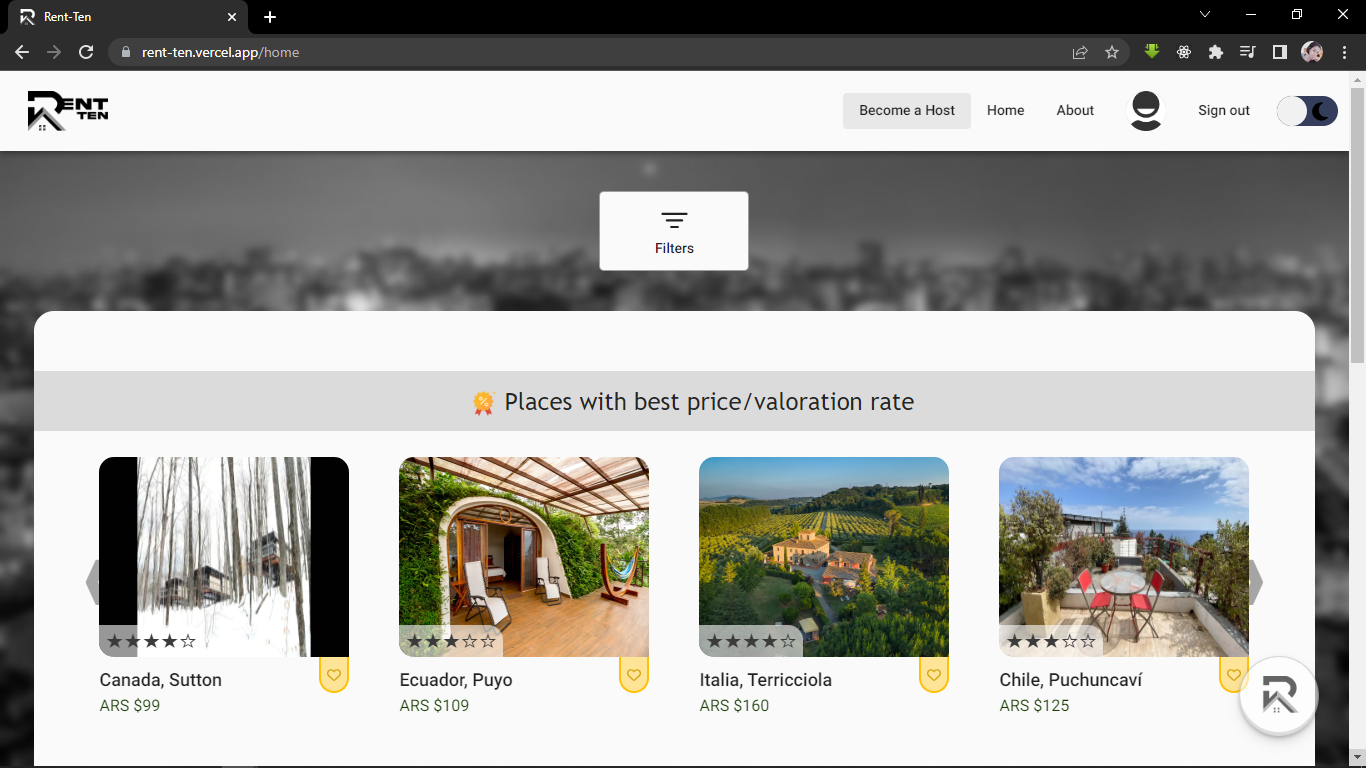 Rent-Ten
rent-ten.vercel.app/home
RENT
TEN
Become a Host
Home
About
Sign out
Filters
Places with best price/valoration rate
Canada, Sutton
ARS $99
Ecuador, Puyo
ARS $109
Italia, Terricciola
ARS $160
Chile, Puchuncaví
ARS $125
R